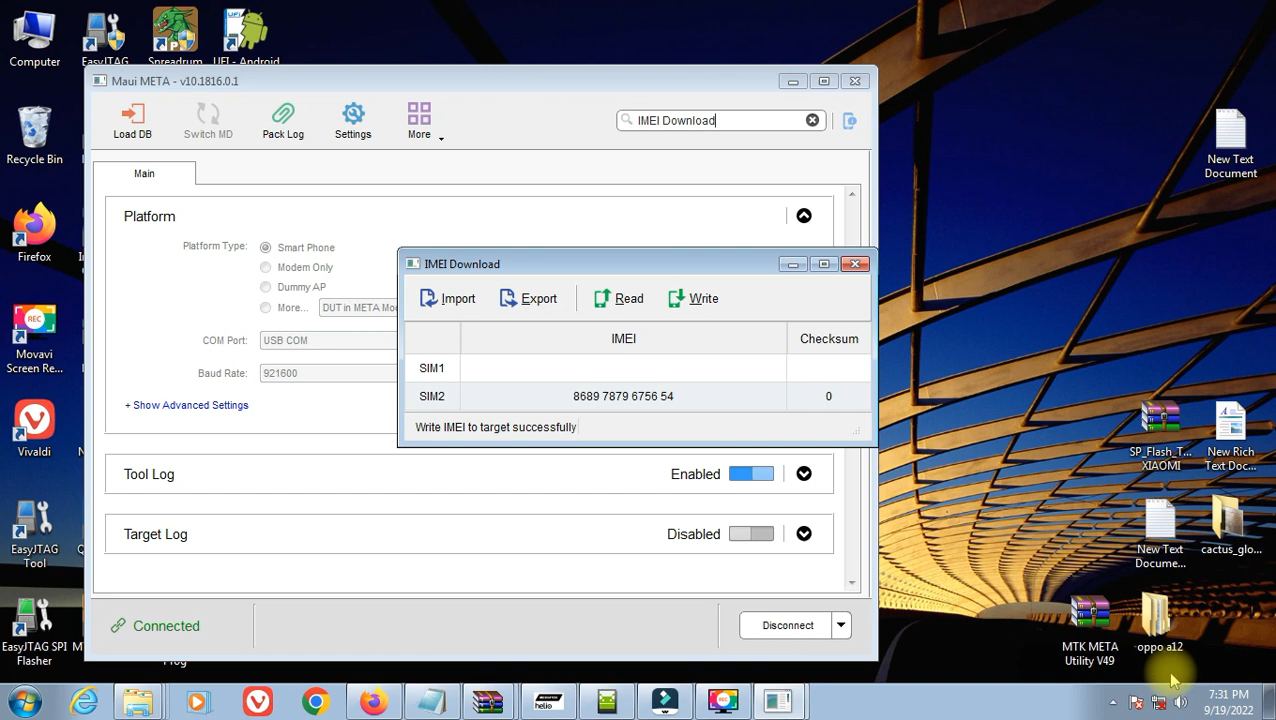 Computer
EasyJTAG
Spreadrum
UFI - Android
Recycle Bin
Firefox
Movavi
Screen Re...
Vivaldi
EasyJTAG
Tool
EasyJTAG SPI
Flasher
Maui META - v10.1816.0.1
Load DB
Switch MD
Pack Log
Settings
More
IMEI Download
Main
Platform
Platform Type:
Smart Phone
Modem Only
Dummy AP
More...
DUT in META Mo
COM Port:
USB COM
Baud Rate:
921600
+ Show Advanced Settings
IMEI Download
Import
Export
Read
Write
IMEI
Checksum
SIM1
SIM2
8689 7879 6756 54
0
Write IMEI to target successfully
Tool Log
Enabled
Target Log
Disabled
Connected
Disconnect
New Text
Document
SP_Flash_T...
XIAOMI
New Rich
Text Doc...
New Text
Docume...
cactus_glo...
MTK META
Utility V49
oppo a12
REC
helio
REC
7:31 PM
9/19/2022